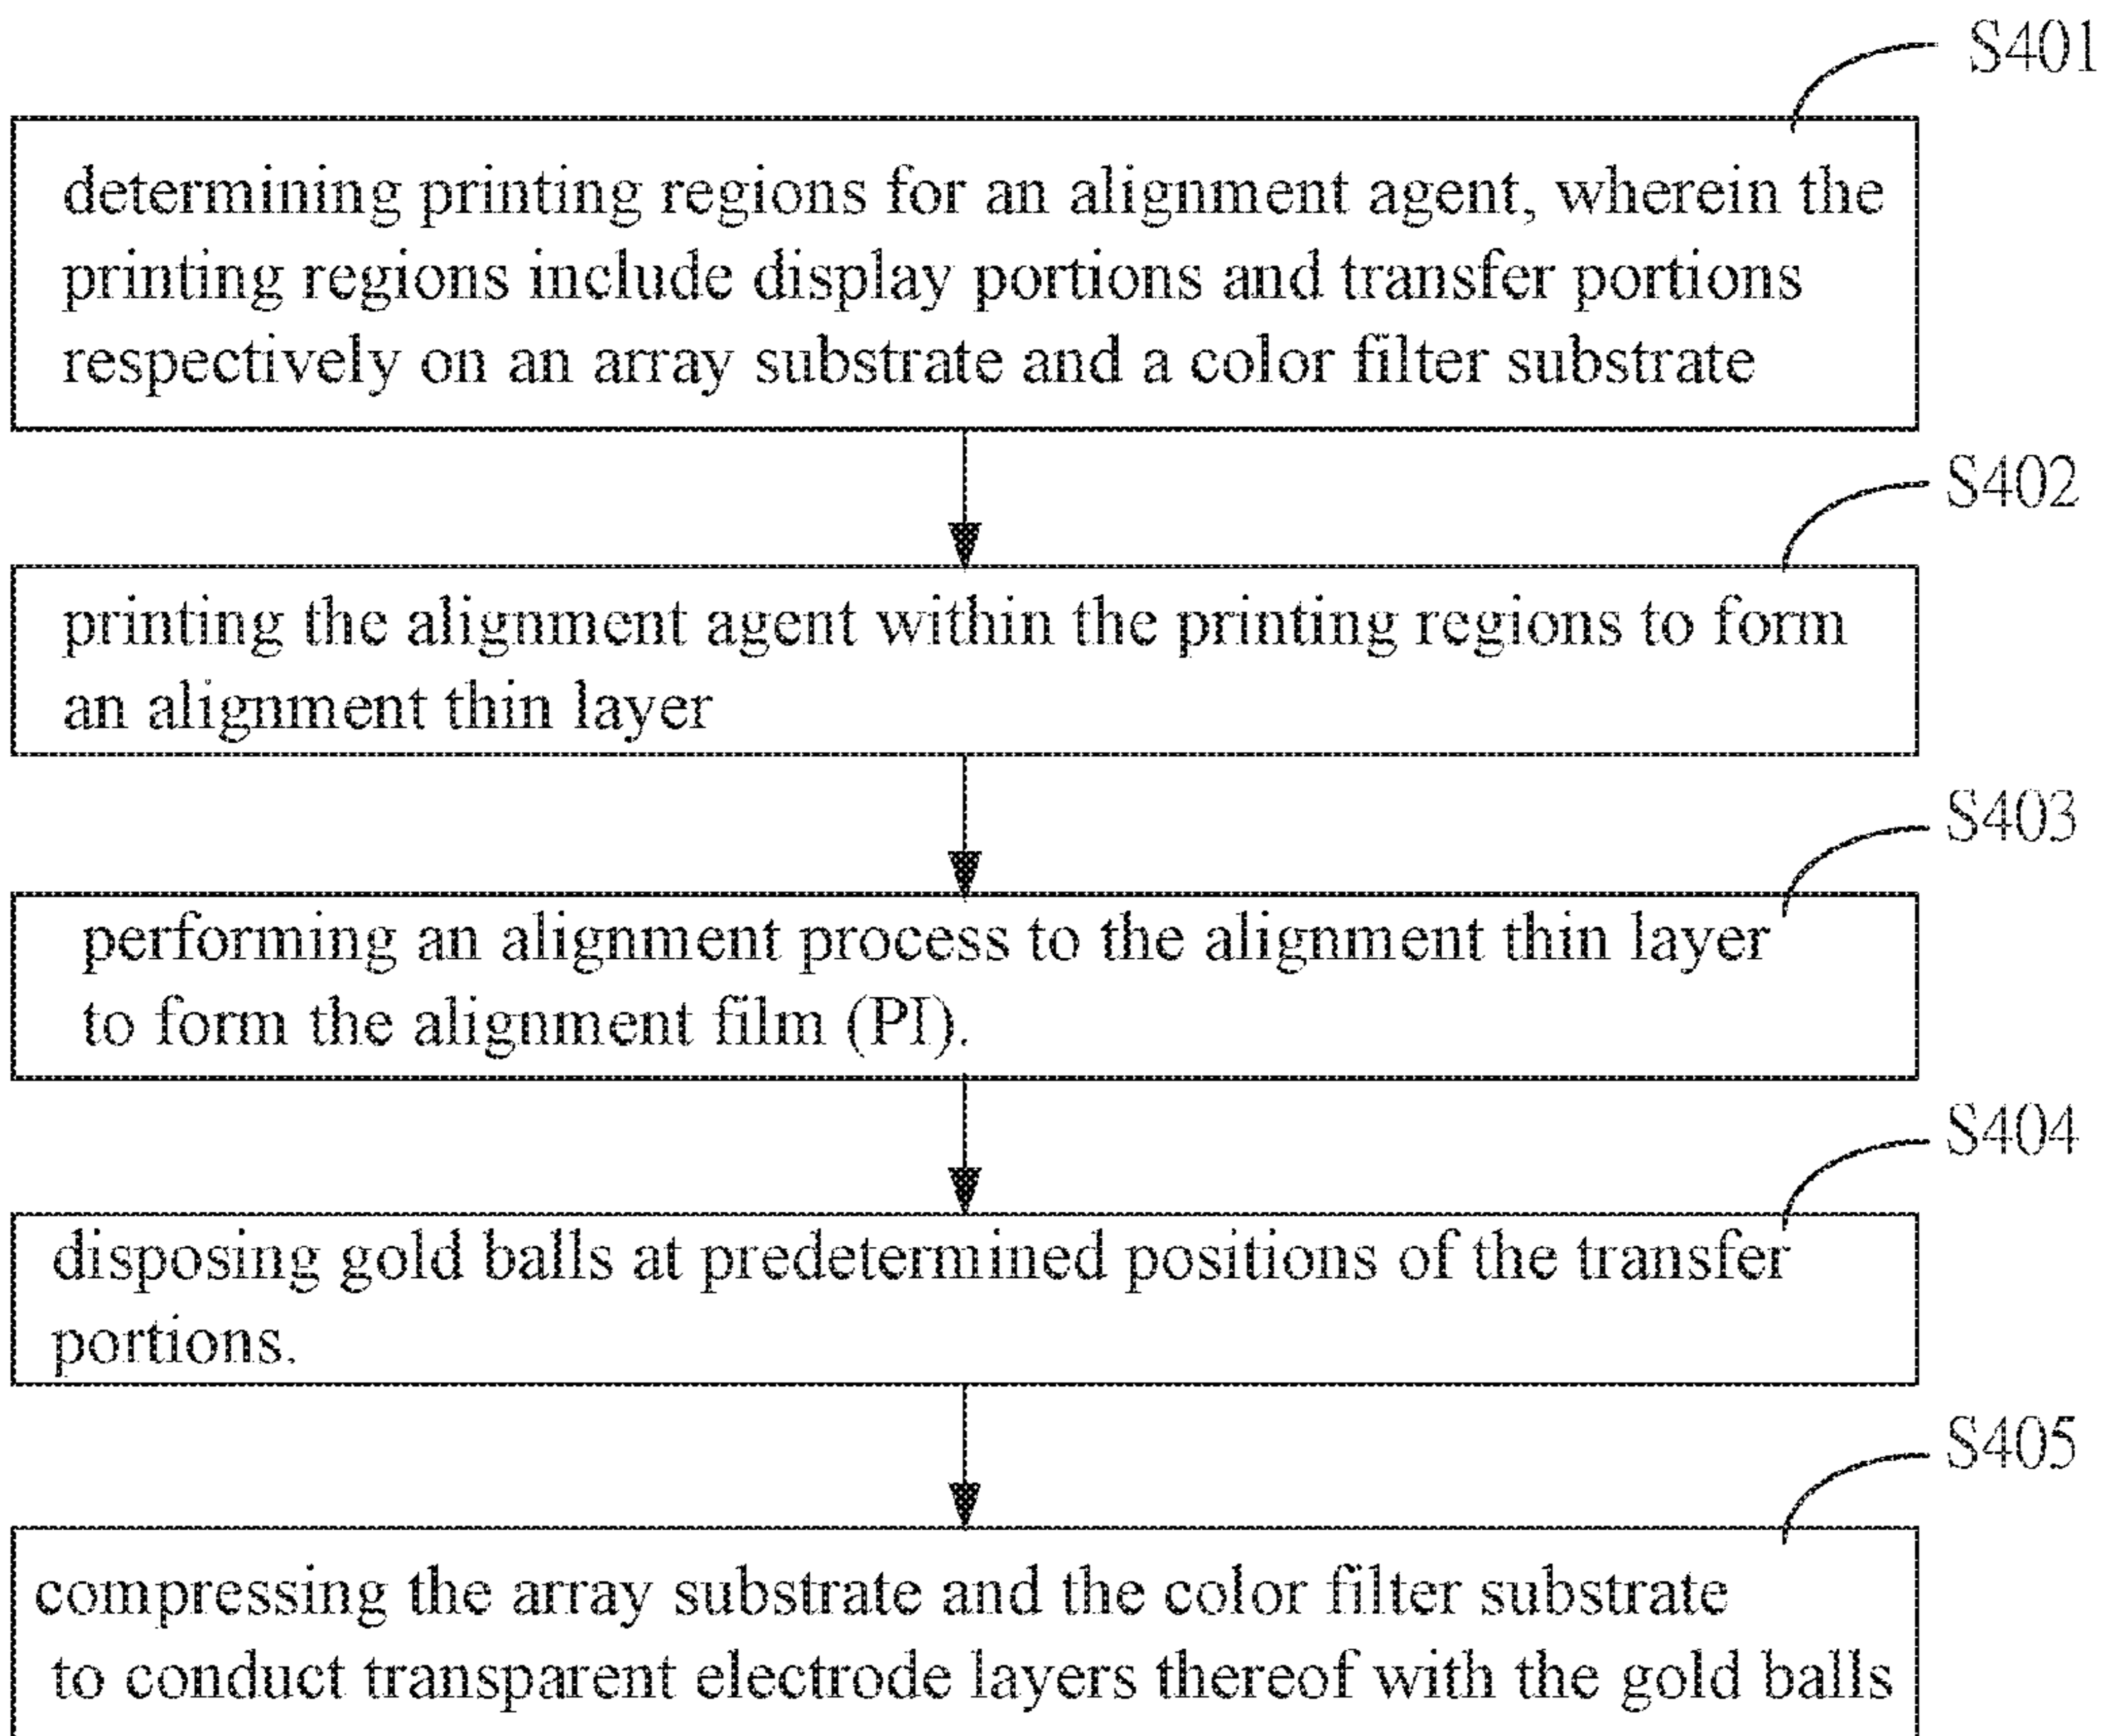 S401
determining printing regions for an alignment agent, wherein the
printing regions include display portions and transfer portions
respectively on an array substrate and a color filter substrate
S402
printing the alignment agent within the printing regions to form
an alignment thin layer
S403
performing an alignment process to the alignment thin layer
to form the alignment film (PI).
S404
disposing gold balls at predetermined positions of the transfer
portions.
S405
compressing the array substrate and the color filter substrate
to conduct transparent electrode layers thereof with the gold balls